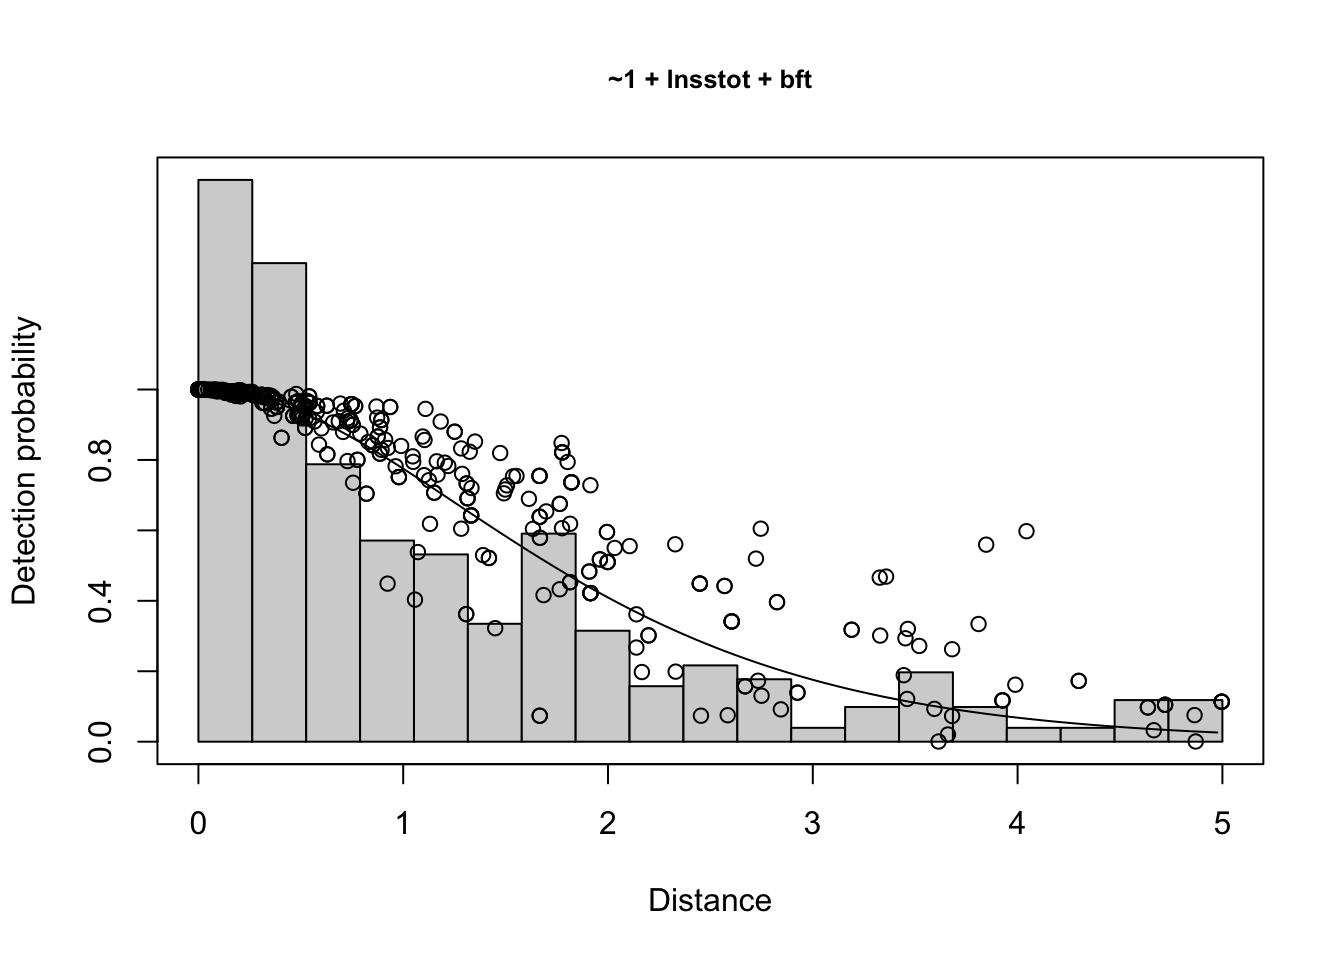 ~1 + lnsstot + bft
Detection probability
0.8
0.4
0.0
0 1 2 3 4 5
Distance